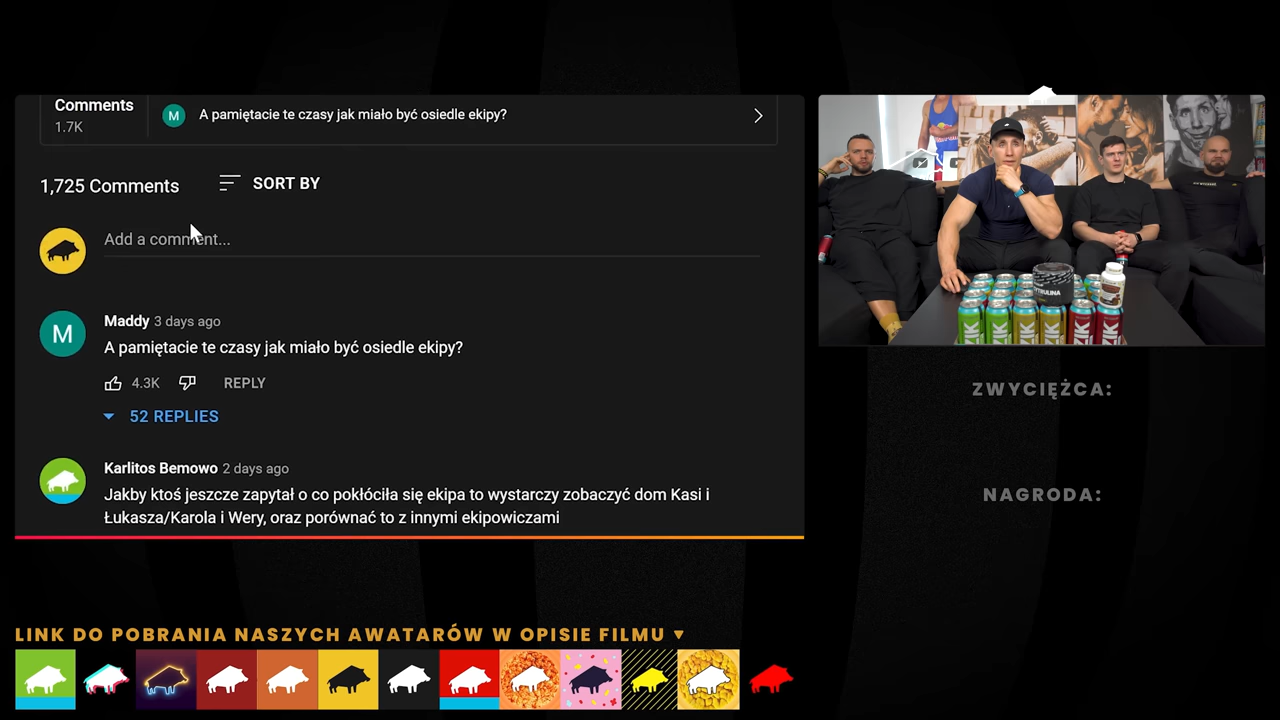 Comments
1.7K
M
A pamiętacie te czasy jak miało być osiedle ekipy?
1,725 Comments
SORT BY
Add a comment...
M
Maddy 3 days ago
A pamiętacie te czasy jak miało być osiedle ekipy?
4.3K
REPLY
52 REPLIES
Karlitos Bemowo 2 days ago
Jakby ktoś jeszcze zapytał o co pokłóciła się ekipa to wystarczy zobaczyć dom Kasi i
Łukasza/Karola i Wery, oraz porównać to z innymi ekipowiczami
ZWYCIĘZCA:
NAGRODA:
LINK DO POBRANIA NASZYCH AWATARÓW W OPISIE FILMU ▼